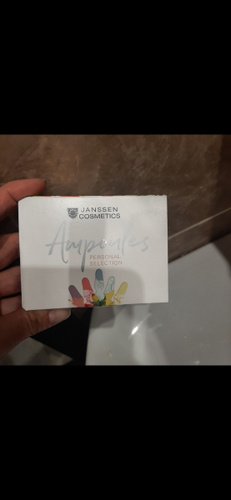 JANSSEN
COSMETICS
Ampoules
PERSONAL
SELECTION